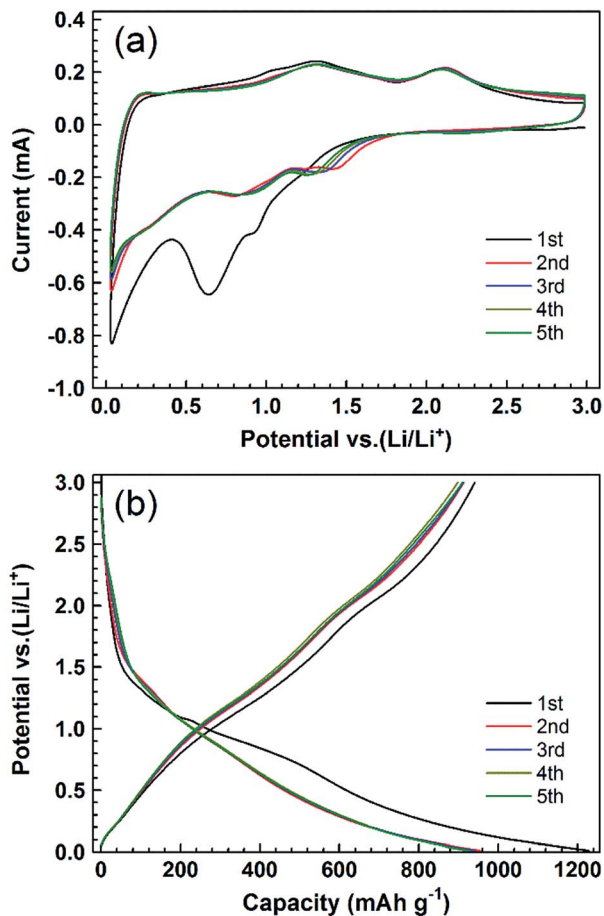 (a)
0.4
0.2
0.0
-0.2
-0.4
-0.6
-0.8
-1.0
Current (mA)
1st
2nd
3rd
4th
5th
0.0 0.5 1.0 1.5 2.0 2.5 3.0
Potential vs.(Li/Li⁺)
(b)
3.0
2.5
2.0
1.5
1.0
0.5
0.0
Potential vs.(Li/Li⁺)
1st
2nd
3rd
4th
5th
0 200 400 600 800 1000 1200
Capacity (mAh g⁻¹)